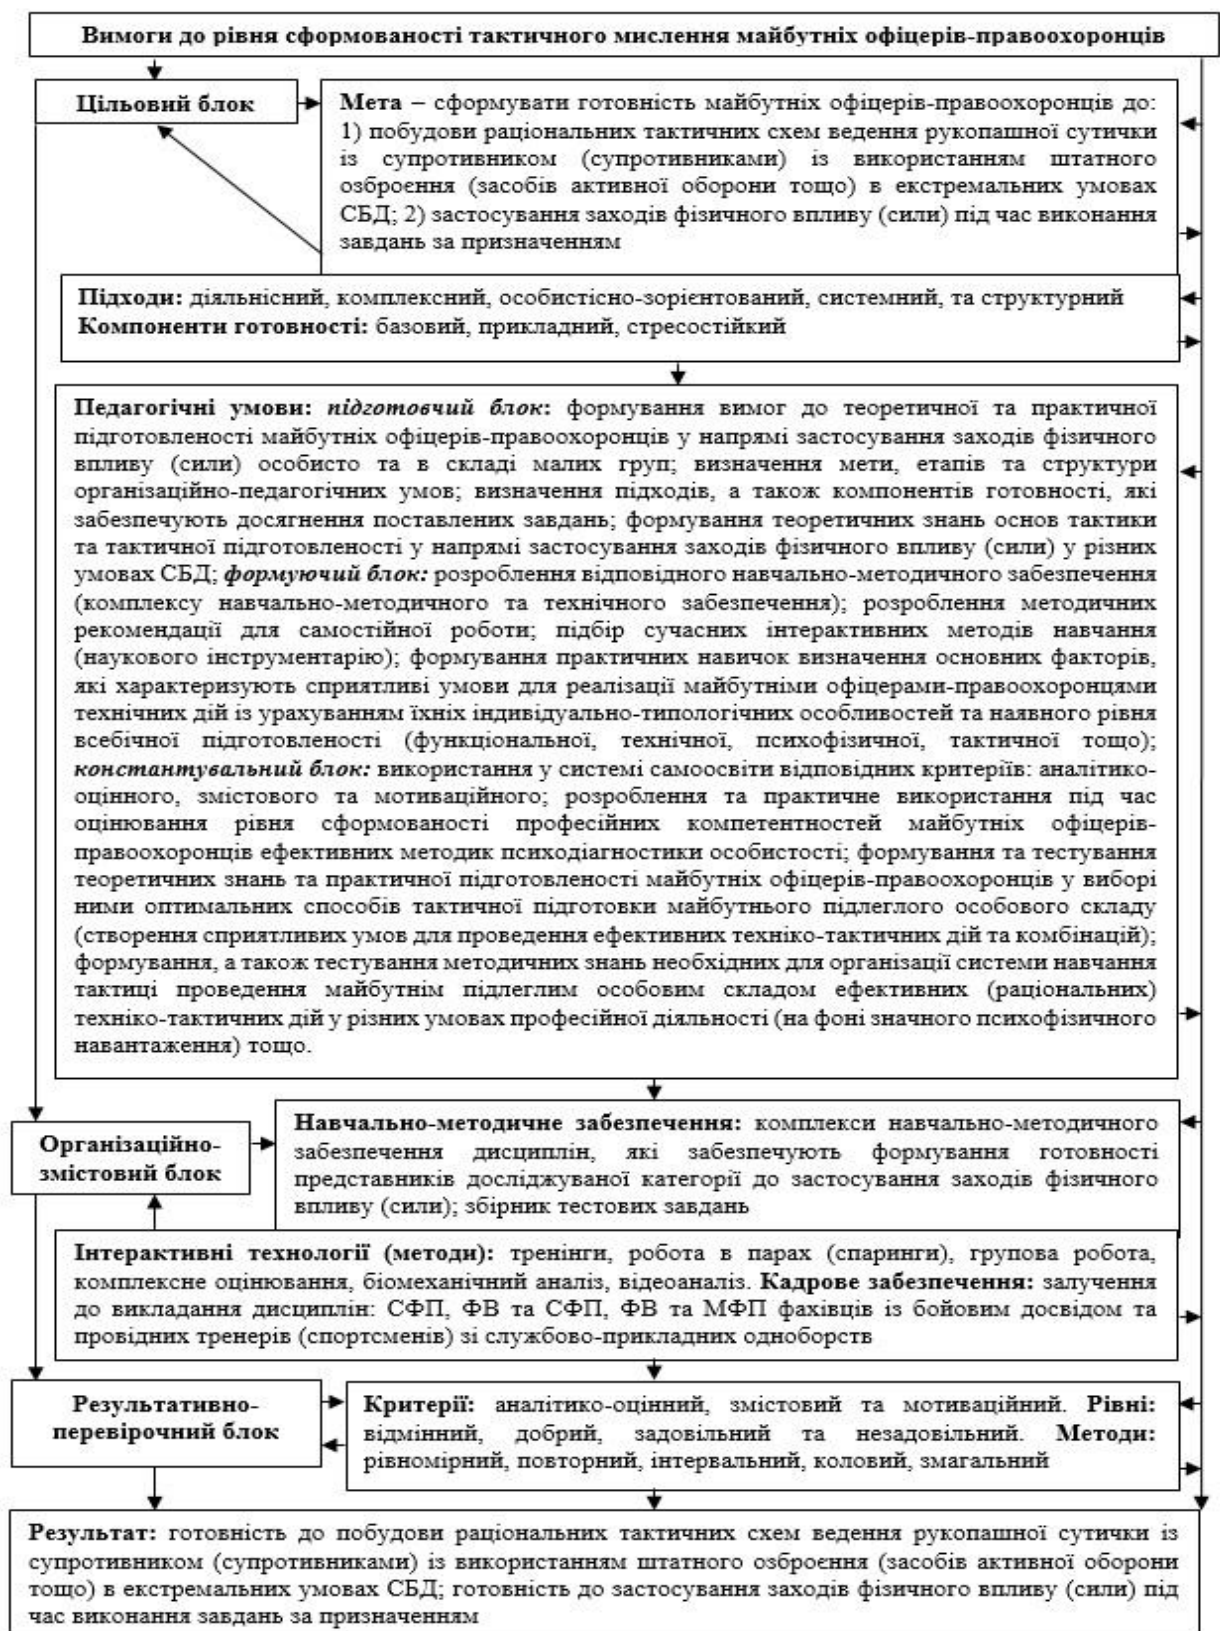 Вимоги до рівня сформованості тактичного мислення майбутніх офіцерів-правоохоронців
Цільовий блок
Мета – сформувати готовність майбутніх офіцерів-правоохоронців до:
1) побудови раціональних тактичних схем ведення рукопашної сутички
із супротивником (супротивниками) із використанням штатного
озброєння (засобів активної оборони тощо) в екстремальних умовах
СБД; 2) застосування заходів фізичного впливу (сили) під час виконання
завдань за призначенням
Підходи: діяльнісний, комплексний, особистісно-зорієнтований, системний, та структурний
Компоненти готовності: базовий, прикладний, стресостійкий
Педагогічні умови: підготовчий блок: формування вимог до теоретичної та практичної
підготовленості майбутніх офіцерів-правоохоронців у напрямі застосування заходів фізичного
впливу (сили) особисто та в складі малих груп; визначення мети, етапів та структури
організаційно-педагогічних умов; визначення підходів, а також компонентів готовності, які
забезпечують досягнення поставлених завдань; формування теоретичних знань основ тактики
та тактичної підготовленості у напрямі застосування заходів фізичного впливу (сили) у різних
умовах СБД; формуючий блок: розроблення відповідного навчально-методичного забезпечення
(комплексу навчально-методичного та технічного забезпечення); розроблення методичних
рекомендації для самостійної роботи; підбір сучасних інтерактивних методів навчання
(наукового інструментарію); формування практичних навичок визначення основних факторів,
які характеризують сприятливі умови для реалізації майбутніми офіцерами-правоохоронцями
технічних дій із урахуванням їхніх індивідуально-типологічних особливостей та наявного рівня
всебічної підготовленості (функціональної, технічної, психофізичної, тактичної тощо);
константувальний блок: використання у системі самоосвіти відповідних критеріїв: аналітико-
оцінного, змістового та мотиваційного; розроблення та практичне використання під час
оцінювання рівня сформованості професійних компетентностей майбутніх офіцерів-
правоохоронців ефективних методик психодіагностики особистості; формування та тестування
теоретичних знань та практичної підготовленості майбутніх офіцерів-правоохоронців у виборі
ними оптимальних способів тактичної підготовки майбутнього підлеглого особового складу
(створення сприятливих умов для проведення ефективних техніко-тактичних дій та комбінацій);
формування, а також тестування методичних знань необхідних для організації системи навчання
тактиці проведення майбутнім підлеглим особовим складом ефективних (раціональних)
техніко-тактичних дій у різних умовах професійної діяльності (на фоні значного психофізичного
навантаження) тощо.
Організаційно-
змістовий блок
Навчально-методичне забезпечення: комплекси навчально-методичного
забезпечення дисциплін, які забезпечують формування готовності
представників досліджуваної категорії до застосування заходів фізичного
впливу (сили); збірник тестових завдань
Інтерактивні технології (методи): тренінги, робота в парах (спаринги), групова робота,
комплексне оцінювання, біомеханічний аналіз, відеоаналіз. Кадрове забезпечення: залучення
до викладання дисциплін: СФП, ФВ та СФП, ФВ та МФП фахівців із бойовим досвідом та
провідних тренерів (спортсменів) зі службово-прикладних одноборств
Результативно-
перевірочний блок
Критерії: аналітико-оцінний, змістовий та мотиваційний. Рівні:
відмінний, добрий, задовільний та незадовільний. Методи:
рівномірний, повторний, інтервальний, коловий, змагальний
Результат: готовність до побудови раціональних тактичних схем ведення рукопашної сутички із
супротивником (супротивниками) із використанням штатного озброєння (засобів активної оборони
тощо) в екстремальних умовах СБД; готовність до застосування заходів фізичного впливу (сили) під
час виконання завдань за призначенням